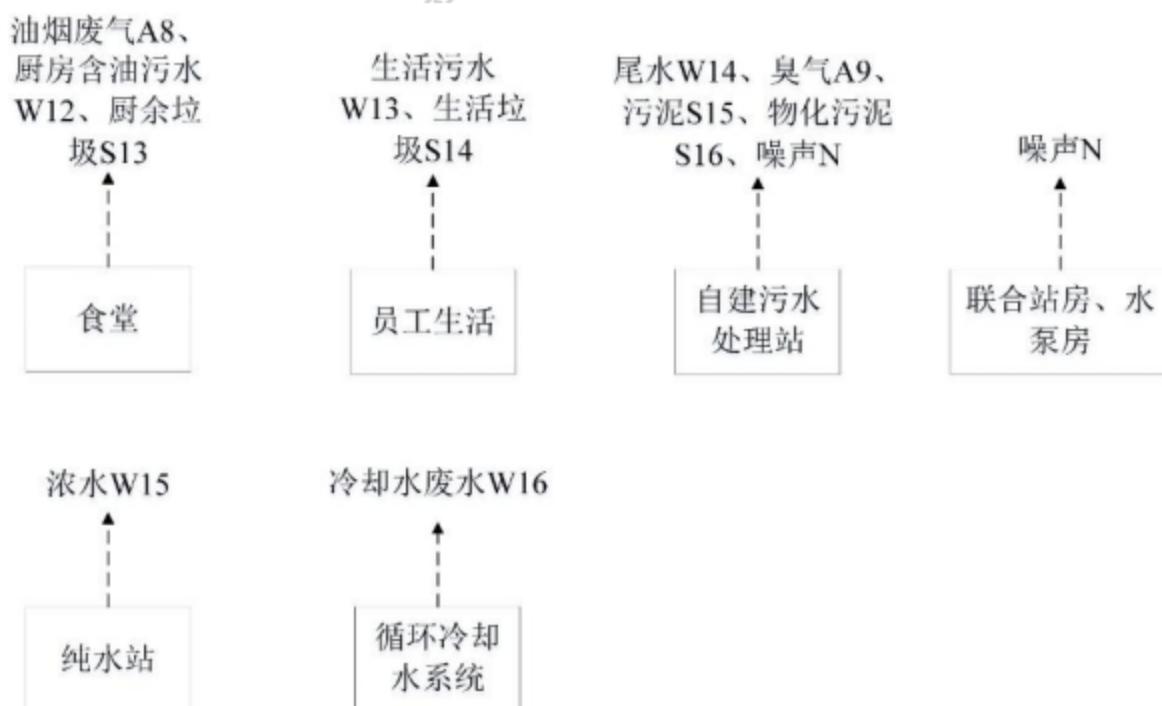 油烟废气A8、
厨房含油污水
W12、厨余垃
圾S13
生活污水
W13、生活垃
圾S14
尾水W14、臭气A9、
污泥S15、物化污泥
S16、噪声N
噪声N
食堂
员工生活
自建污水
处理站
联合站房、水
泵房
浓水W15
冷却水废水W16
纯水站
循环冷却
水系统